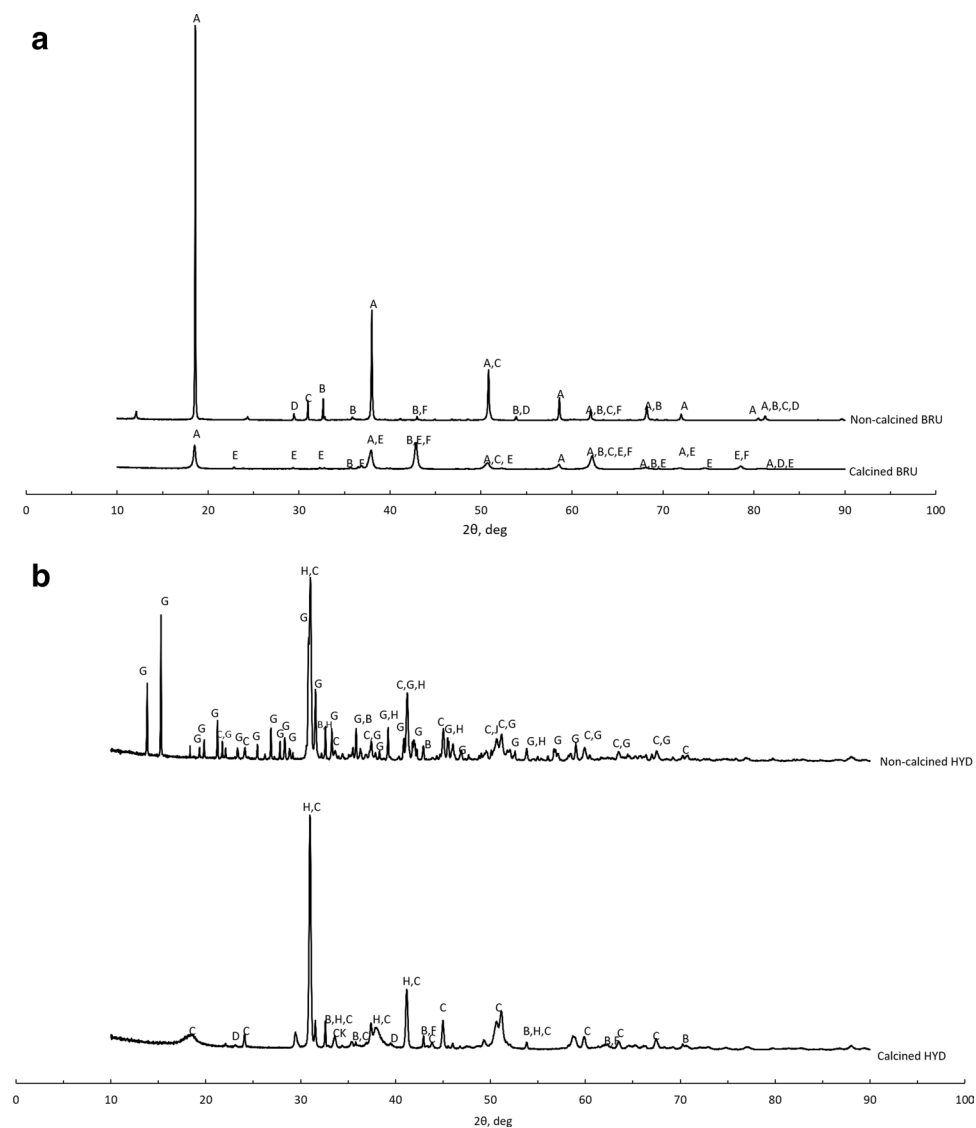 a
A
A
A,C
B
C
D
B
B,F
B,D
A
A,B,C,F
A,B
A
A
A,B,C,D
Non-calcined BRU
A
E
E
E
B
E
A,E
B,E,F
A,C, E
A
A,B,C,E,F
A,B,E
A,E
E
E,F
A,D,E
Calcined BRU
0 10 20 30 40 50 60 70 80 90 100
2θ, deg
b
H,C
G
G
G
G
G
G
G
C,G
G
C
G
G
G
G
G
G
B,H
G
C
G,B
C,G
G
G,H
G
C,G,H
G
B
C
G,H
G
C,J
C,G
G
G,H
G
G
C,G
C,G
C,G
C
Non-calcined HYD
H,C
C
D
C
B,H,C
CK
B,C
H,C
D
H,C
B,F
C
C
C
B,H,C
C
B,F
C
C
B
Calcined HYD
0 10 20 30 40 50 60 70 80 90 100
2θ, deg